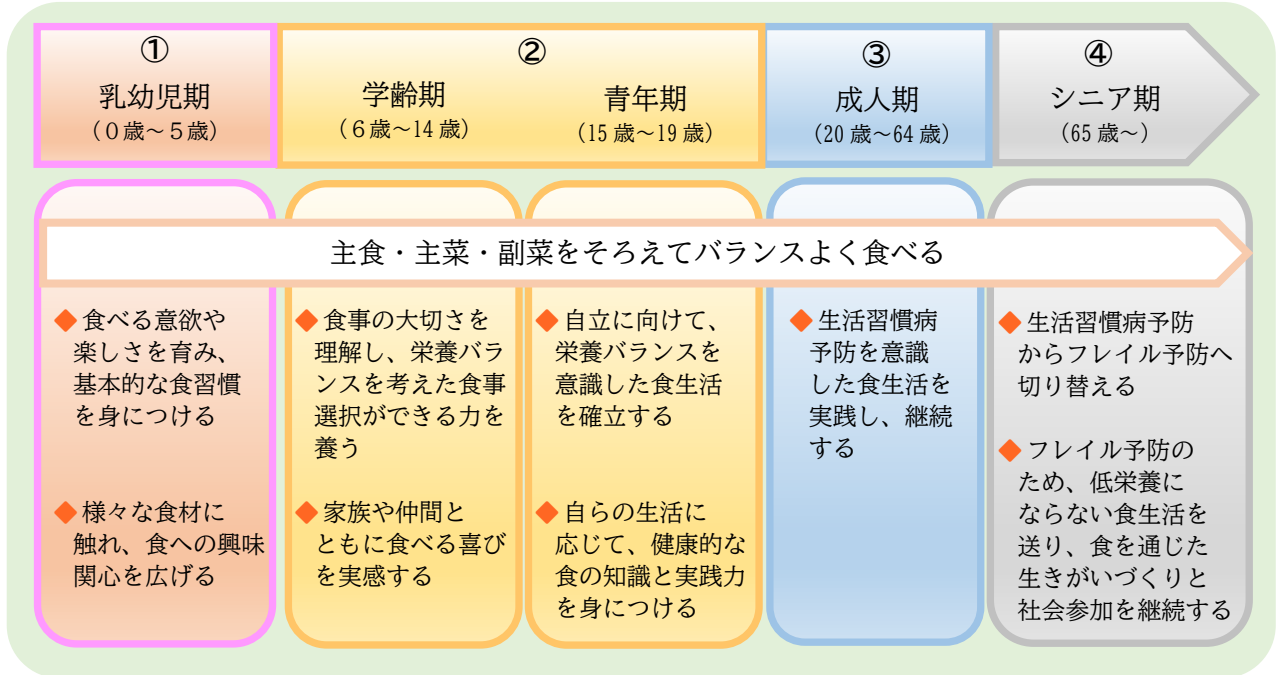 ①
乳幼児期
（０歳～５歳）
②
学齢期
（６歳～14歳）
青年期
（15歳～19歳）
③
成人期
（20歳～64歳）
④
シニア期
（65歳～）
主食・主菜・副菜をそろえてバランスよく食べる
◆食べる意欲や
楽しさを育み、
基本的な食習慣
を身につける
◆様々な食材に
触れ、食への興味
関心を広げる
◆食事の大切さを
理解し、栄養バラ
ンスを考えた食事
選択ができる力を
養う
◆家族や仲間と
ともに食べる喜び
を実感する
◆自立に向けて、
栄養バランスを
意識した食生活
を確立する
◆自らの生活に
応じて、健康的な
食の知識と実践力
を身につける
◆生活習慣病
予防を意識
した食生活を
実践し、継続
する
◆生活習慣病予防
からフレイル予防へ
切り替える
◆フレイル予防の
ため、低栄養に
ならない食生活を
送り、食を通じた
生きがいづくりと
社会参加を継続する